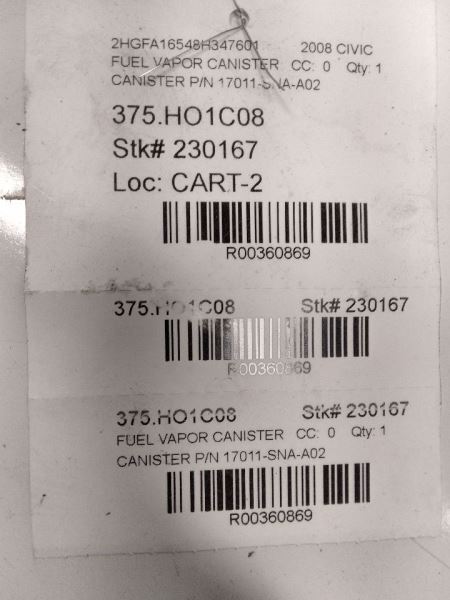 2HGFA16548H347601 2008 CIVIC
FUEL VAPOR CANISTER CC: 0 Qty: 1
CANISTER P/N 17011-SNA-A02
375.HO1C08
Stk# 230167
Loc: CART-2
R00360869
375.HO1C08 Stk# 230167
R00360869
375.HO1C08 Stk# 230167
FUEL VAPOR CANISTER CC: 0 Qty: 1
CANISTER P/N 17011-SNA-A02
R00360869